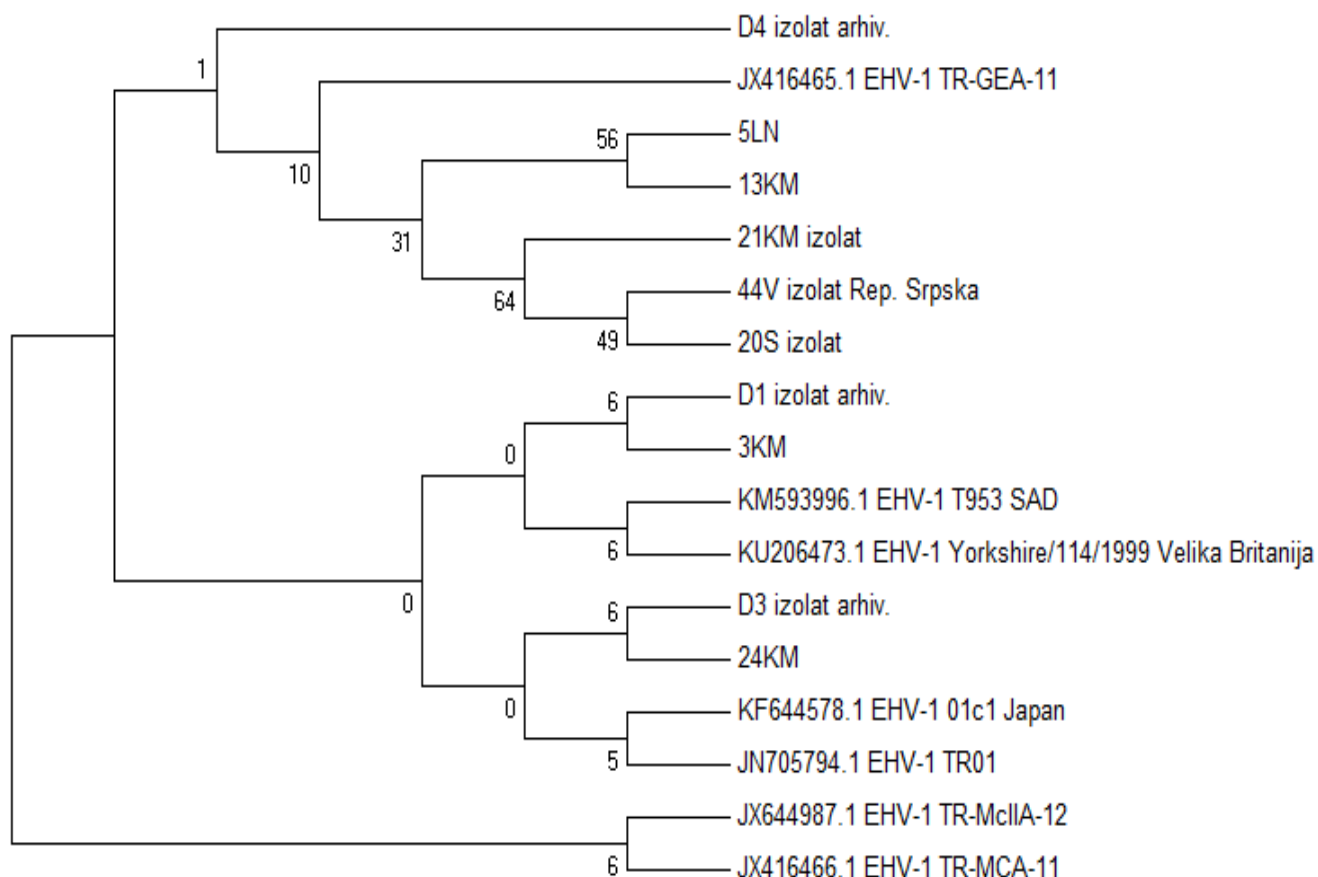 D4 izolat arhiv.
1
JX416465.1 EHV-1 TR-GEA-11
5LN
56
10
13KM
21KM izolat
31
44V izolat Rep. Srpska
64
20S izolat
49
D1 izolat arhiv.
6
3KM
0
KM593996.1 EHV-1 T953 SAD
KU206473.1 EHV-1 Yorkshire/114/1999 Velika Britanija
6
0
D3 izolat arhiv.
6
24KM
0
KF644578.1 EHV-1 01c1 Japan
JN705794.1 EHV-1 TR01
5
JX644987.1 EHV-1 TR-McIIA-12
JX416466.1 EHV-1 TR-MCA-11
6